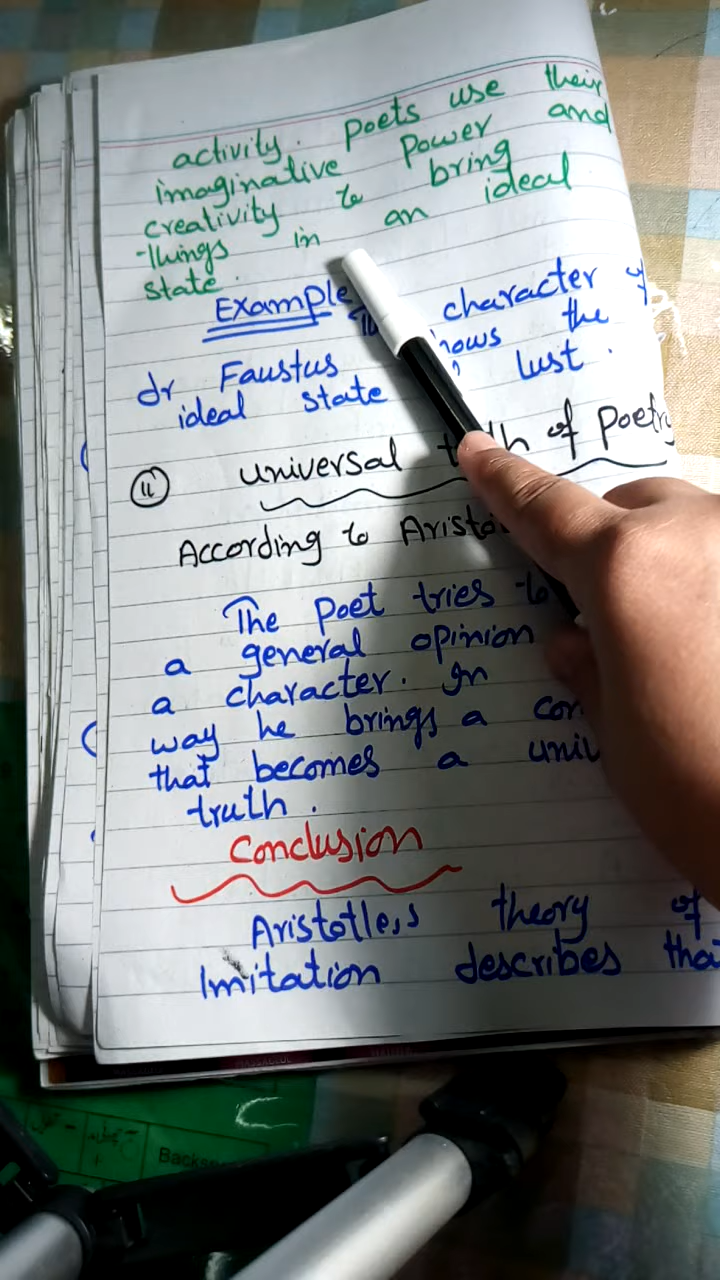 activity. Poets use their
imaginative Power and
creativity to bring
things in an ideal
state.
Example
character of
dr Faustus the
ideal state lust.
(ii) universal of Poetry
According to
The Poet tries
a general opinion
a character. In
way he brings a
that becomes a
truth.
Conclusion
Aristotle,s theory of
Imitation describes that